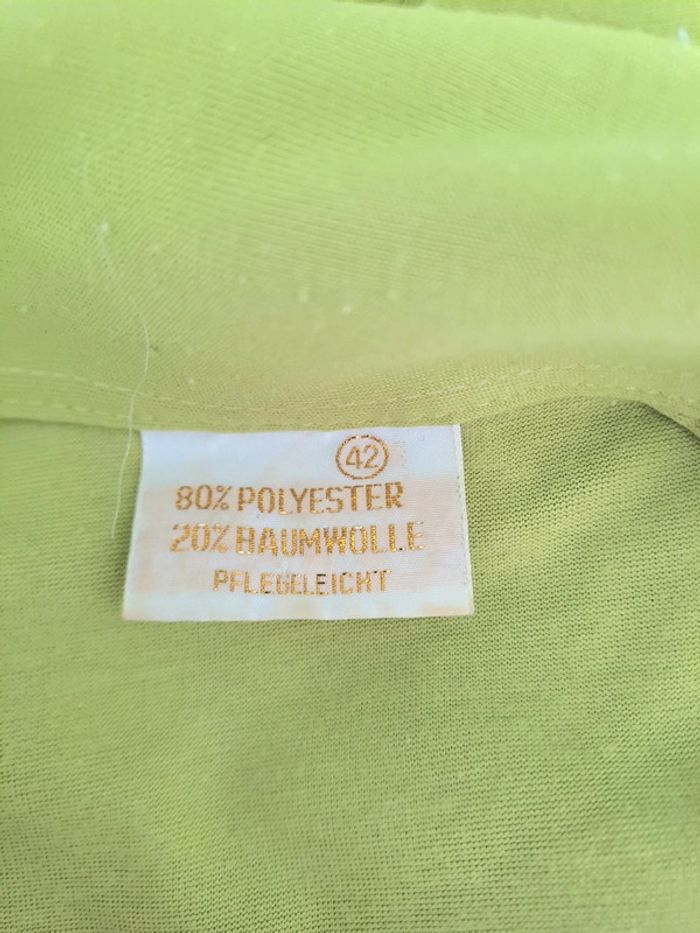 42
80% POLYESTER
20% BAUMWOLLE
PFLEGELEICHT